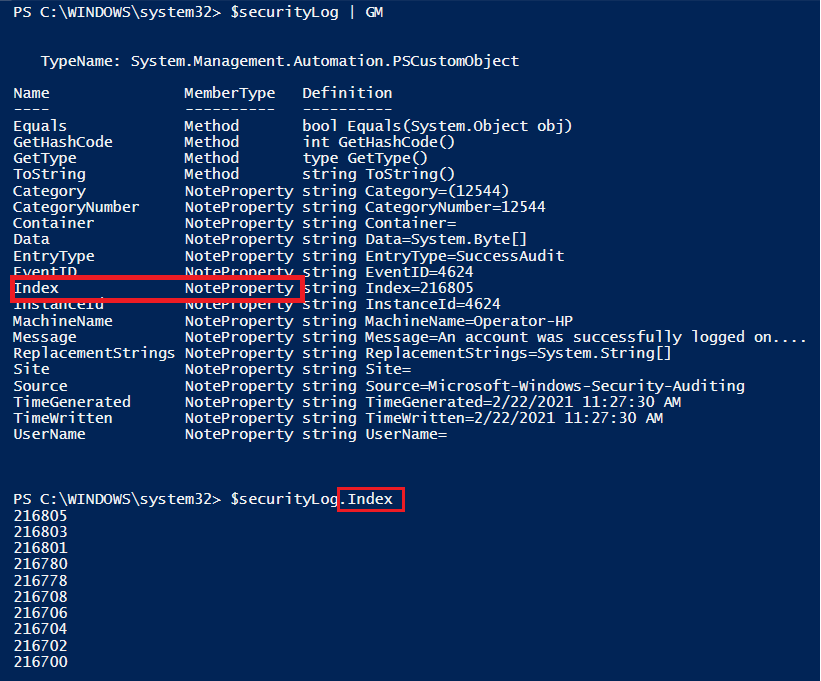 PS C:\WINDOWS\system32> $securityLog | GM
TypeName: System.Management.Automation.PSCustomObject
Name MemberType Definition
---- ---------- ----------
Equals Method bool Equals(System.Object obj)
GetHashCode Method int GetHashCode()
GetType Method type GetType()
ToString Method string ToString()
Category NoteProperty string Category=(12544)
CategoryNumber NoteProperty string CategoryNumber=12544
Container NoteProperty string Container=
Data NoteProperty string Data=System.Byte[]
EntryType NoteProperty string EntryType=SuccessAudit
EventID NoteProperty string EventID=4624
Index NoteProperty string Index=216805
InstanceId NoteProperty string InstanceId=4624
MachineName NoteProperty string MachineName=Operator-HP
Message NoteProperty string Message=An account was successfully logged on....
ReplacementStrings NoteProperty string ReplacementStrings=System.String[]
Site NoteProperty string Site=
Source NoteProperty string Source=Microsoft-Windows-Security-Auditing
TimeGenerated NoteProperty string TimeGenerated=2/22/2021 11:27:30 AM
TimeWritten NoteProperty string TimeWritten=2/22/2021 11:27:30 AM
UserName NoteProperty string UserName=
PS C:\WINDOWS\system32> $securityLog.Index
216805
216803
216801
216780
216778
216708
216706
216704
216702
216700